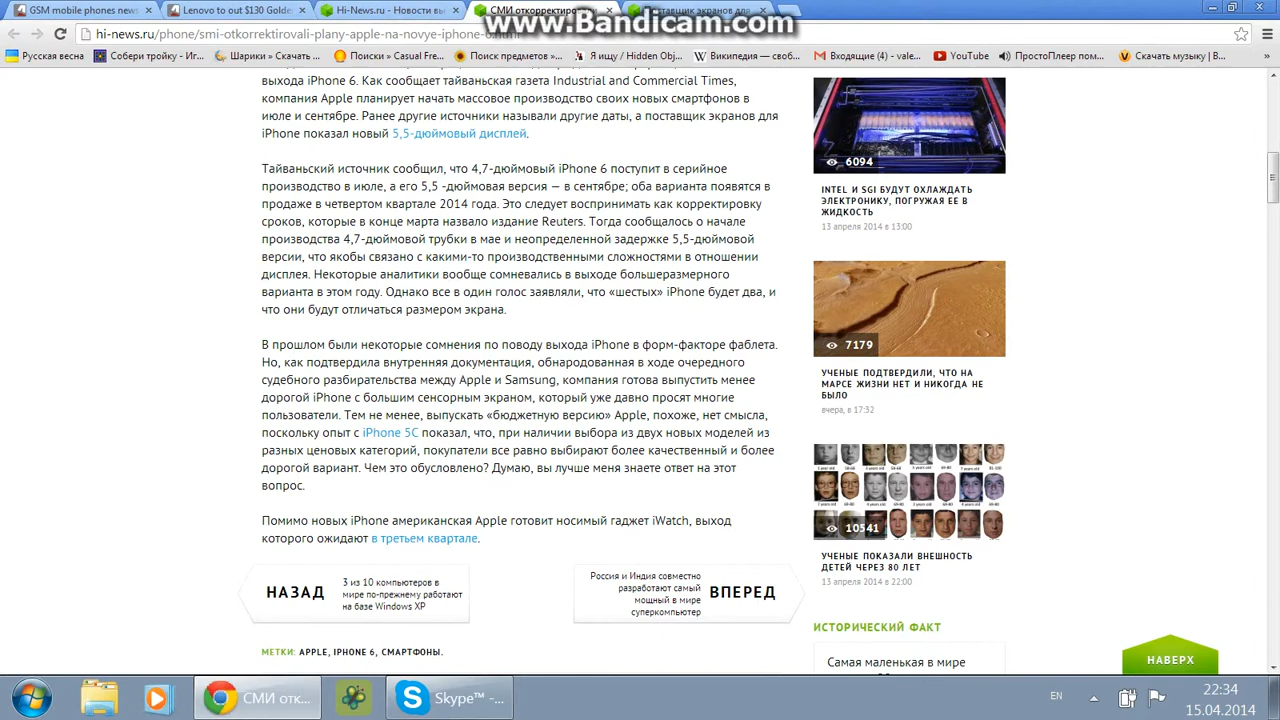 GSM mobile phones new
Lenovo to out $130 Golde
Hi-News.ru - Новости вы
СМИ откорректир
ставщик экранов для
www.Bandicam.com
hi-news.ru/phone/smi-otkorrektirovali-plany-apple-na-novye-iphone-6.html
Русская весна
Собери тройку - Иг...
Шарики » Скачать ...
Поиски » Casual Free...
Поиск предметов »...
Я ищу / Hidden Obj...
Википедия — своб...
Входящие (4) - vale...
YouTube
ПростоПлеер пом...
Скачать музыку | B...
»
выхода iPhone 6. Как сообщает тайваньская газета Industrial and Commercial Times,
мпания Apple планирует начать массовое производство своих новых смартфонов в
ле и сентябре. Ранее другие источники называли другие даты, а поставщик экранов для
iPhone показал новый 5,5-дюймовый дисплей.
ский источник сообщил, что 4,7-дюймовый iPhone 6 поступит в серийное
производство в июле, а его 5,5 -дюймовая версия — в сентябре; оба варианта появятся в
родаже в четвертом квартале 2014 года. Это следует воспринимать как корректировку
сроков, которые в конце марта назвало издание Reuters. Тогда сообщалось о начале
производства 4,7-дюймовой трубки в мае и неопределенной задержке 5,5-дюймовой
версии, что якобы связано с какими-то производственными сложностями в отношении
ди Некоторые аналитики вообще сомневались в выходе большеразмерного
варианта в этом году. Однако все в один голос заявляли, что «шестых» iPhone будет два, и
что они будут отличаться размером экрана.
В прошлом были некоторые сомнения по поводу выхода iPhone в форм-факторе фаблета.
Но, как подтвердила внутренняя документация, обнародованная в ходе очередного
судебного разбирательства между Apple и Samsung, компания готова выпустить менее
рогой iPhone с большим сенсорным экраном, который уже давно просят многие
пользователи. Тем не менее, выпускать «бюджетную версию» Apple, похоже, нет смысла,
поскольку опыт с iPhone 5C показал, что, при наличии выбора из двух новых моделей из
ных ценовых категорий, покупатели все равно выбирают более качественный и более
дорогой вариант. Чем это обусловлено? Думаю, вы лучше меня знаете ответ на этот
Помимо новых iPhone американская Apple готовит носимый гаджет iWatch, выход
которого ожидают в третьем квартале.
НАЗАД
3 из 10 компьютеров в
мире по-прежнему работают
на базе Windows XP
Россия и Индия совместно
разработают самый
мощный в мире
суперкомпьютер
ВПЕРЕД
МЕТКИ: APPLE, IPHONE 6, СМАРТФОНЫ.
6094
INTEL И SGI БУДУТ ОХЛАЖДАТЬ
ЭЛЕКТРОНИКУ, ПОГРУЖАЯ ЕЕ В
ЖИДКОСТЬ
13 апреля 2014 в 13:00
7179
УЧЕНЫЕ ПОДТВЕРДИЛИ, ЧТО НА
МАРСЕ ЖИЗНИ НЕТ И НИКОГДА НЕ
БЫЛО
вчера, в 17:32
10541
УЧЕНЫЕ ПОКАЗАЛИ ВНЕШНОСТЬ
ДЕТЕЙ ЧЕРЕЗ 80 ЛЕТ
13 апреля 2014 в 22:00
ИСТОРИЧЕСКИЙ ФАКТ
Самая маленькая в мире
НАВЕРХ
СМИ отк...
Skype™ -...
EN
22:34
15.04.2014